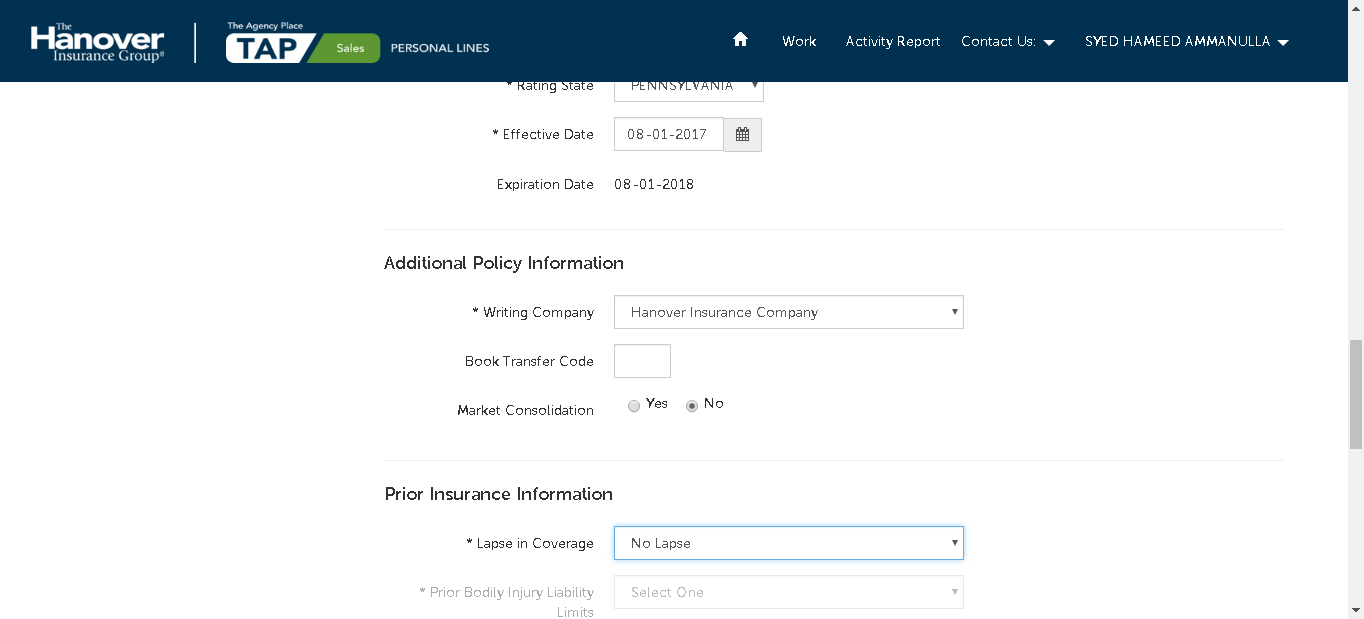 The
Hanover
Insurance Group®
The Agency Place
TAP Sales PERSONAL LINES
Work Activity Report Contact Us: SYED HAMEED AMMANULLA
* Rating State PENNSYLVANIA
* Effective Date 08-01-2017
Expiration Date 08-01-2018
Additional Policy Information
* Writing Company Hanover Insurance Company
Book Transfer Code
Market Consolidation Yes No
Prior Insurance Information
* Lapse in Coverage No Lapse
* Prior Bodily Injury Liability Select One
Limits